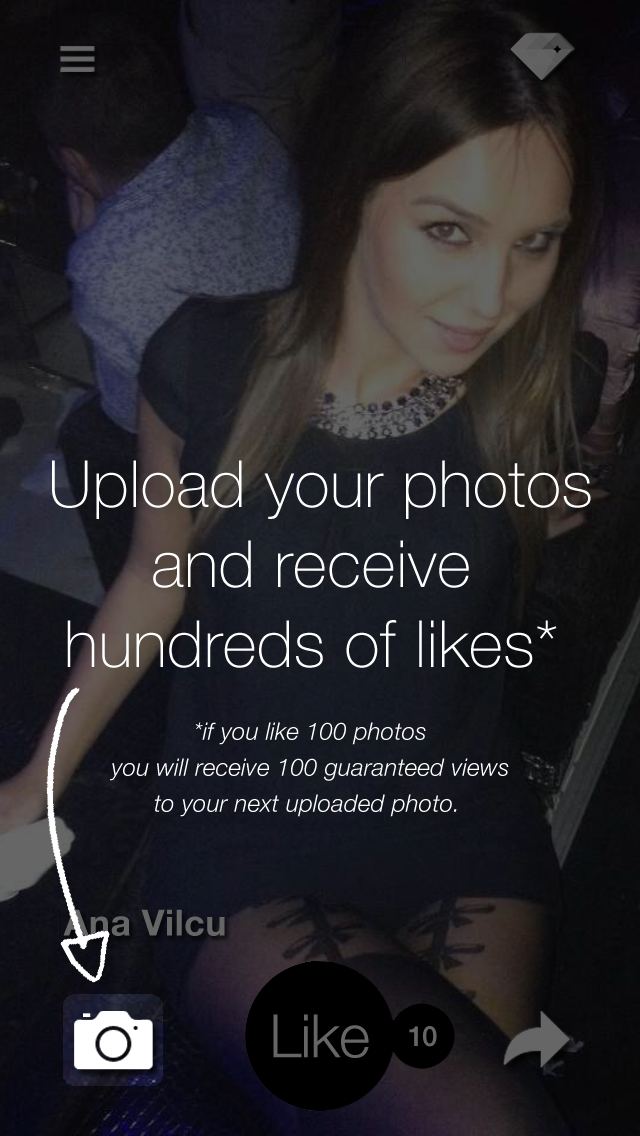 Upload your photos
and receive
hundreds of likes*
*if you like 100 photos
you will receive 100 guaranteed views
to your next uploaded photo.
Ana Vilcu
Like
10